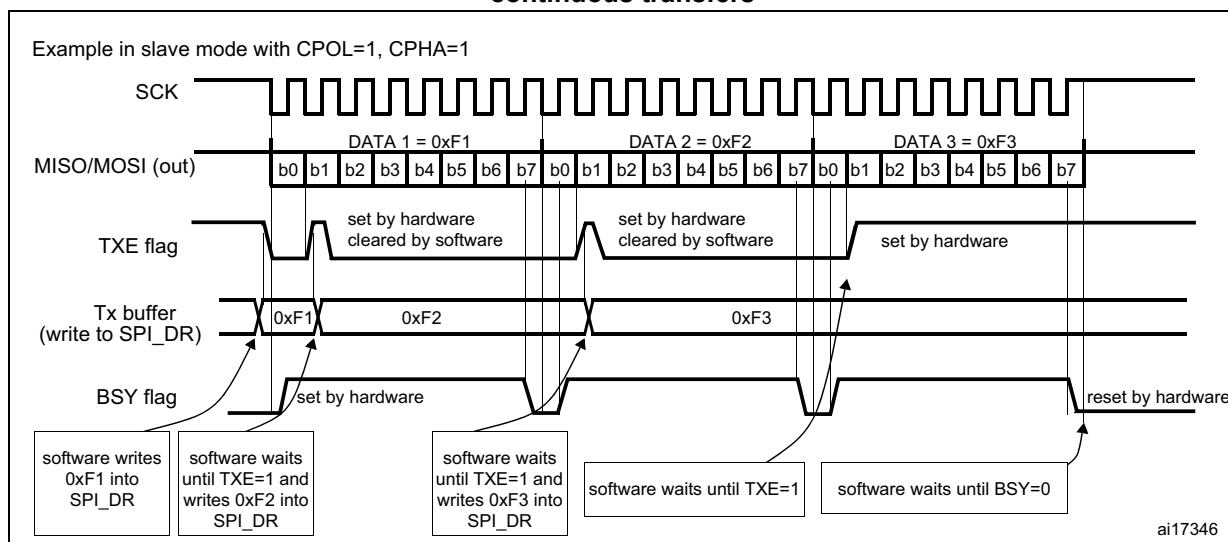 continuous transfers
Example in slave mode with CPOL=1, CPHA=1
SCK
DATA 1 = 0xF1 DATA 2 = 0xF2 DATA 3 = 0xF3
MISO/MOSI (out) b0 b1 b2 b3 b4 b5 b6 b7 b0 b1 b2 b3 b4 b5 b6 b7 b0 b1 b2 b3 b4 b5 b6 b7
TXE flag
set by hardware
cleared by software
set by hardware
cleared by software
set by hardware
Tx buffer
(write to SPI_DR)
0xF1 0xF2 0xF3
BSY flag
set by hardware
reset by hardware
software writes
0xF1 into
SPI_DR
software waits
until TXE=1 and
writes 0xF2 into
SPI_DR
software waits
until TXE=1 and
writes 0xF3 into
SPI_DR
software waits until TXE=1
software waits until BSY=0
ai17346